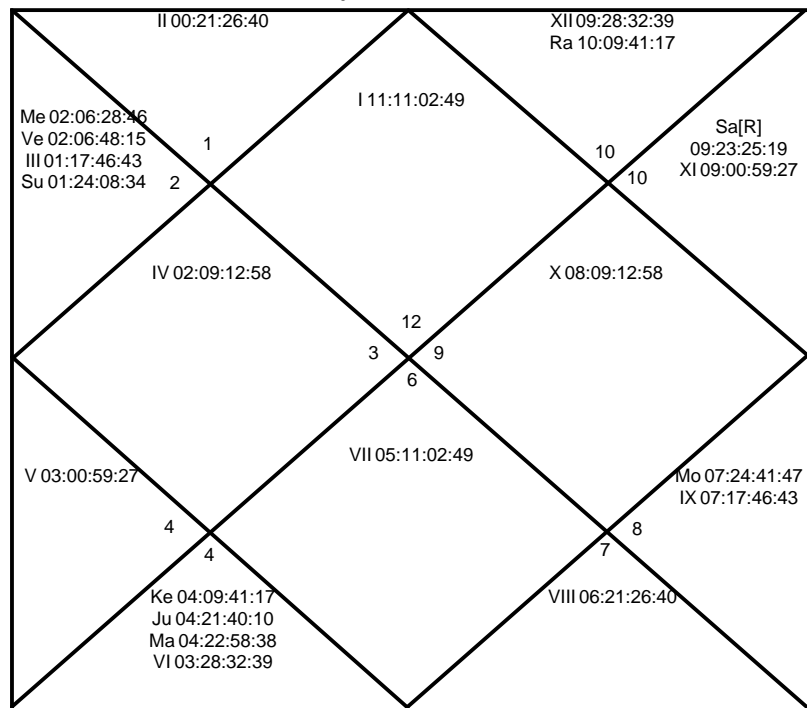 II 00:21:26:40
XII 09:28:32:39
Ra 10:09:41:17
I 11:11:02:49
Me 02:06:28:46
Ve 02:06:48:15
III 01:17:46:43
Su 01:24:08:34
1
2
Sa[R]
09:23:25:19
XI 09:00:59:27
10
10
IV 02:09:12:58
X 08:09:12:58
12
3
9
6
V 03:00:59:27
VII 05:11:02:49
Mo 07:24:41:47
IX 07:17:46:43
4
4
8
7
Ke 04:09:41:17
Ju 04:21:40:10
Ma 04:22:58:38
VI 03:28:32:39
VIII 06:21:26:40